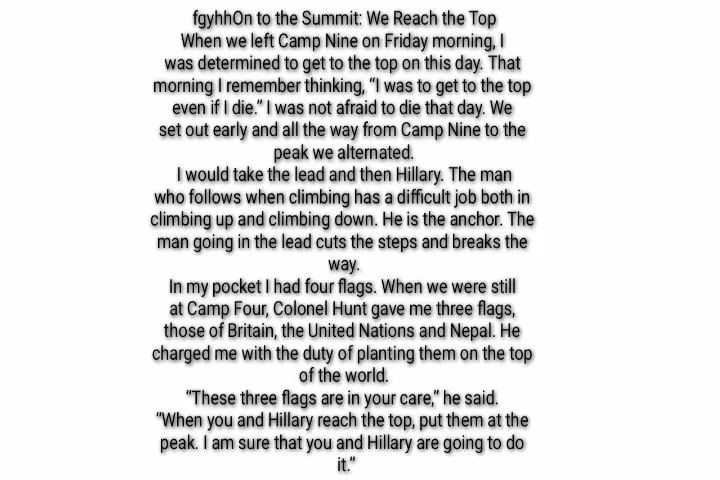 fgyhhOn to the Summit: We Reach the Top
When we left Camp Nine on Friday morning, I
was determined to get to the top on this day. That
morning I remember thinking, “I was to get to the top
even if I die.” I was not afraid to die that day. We
set out early and all the way from Camp Nine to the
peak we alternated.
I would take the lead and then Hillary. The man
who follows when climbing has a difficult job both in
climbing up and climbing down. He is the anchor. The
man going in the lead cuts the steps and breaks the
way.
In my pocket I had four flags. When we were still
at Camp Four, Colonel Hunt gave me three flags,
those of Britain, the United Nations and Nepal. He
charged me with the duty of planting them on the top
of the world.
“These three flags are in your care,” he said.
“When you and Hillary reach the top, put them at the
peak. I am sure that you and Hillary are going to do
it.”